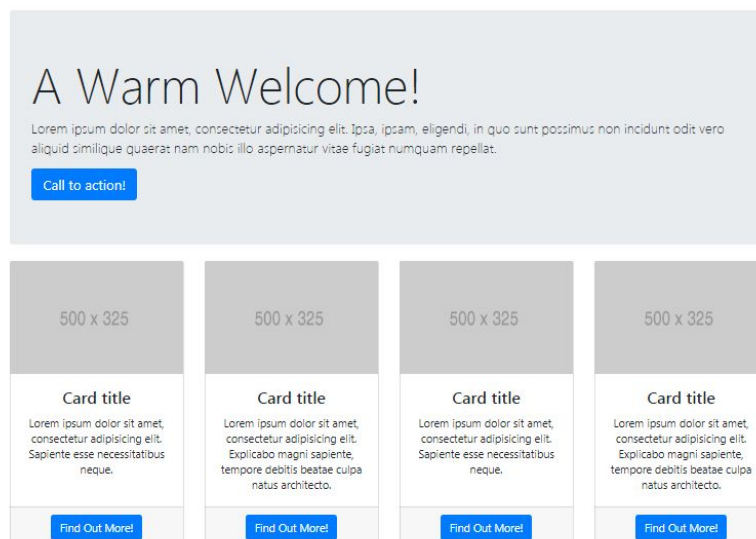 A Warm Welcome!
Lorem ipsum dolor sit amet, consectetur adipisicing elit. Ipsa, ipsam, eligendi, in quo sunt possimus non incidunt odit vero
aliquid similique quaerat nam nobis illo aspernatur vitae fugiat numquam repellat.
Call to action!
500 x 325
Card title
Lorem ipsum dolor sit amet,
consectetur adipisicing elit.
Sapiente esse necessitatibus
neque.
Find Out More!
500 x 325
Card title
Lorem ipsum dolor sit amet,
consectetur adipisicing elit.
Explicabo magni sapiente,
tempore debitis beatae culpa
natus architecto.
Find Out More!
500 x 325
Card title
Lorem ipsum dolor sit amet,
consectetur adipisicing elit.
Sapiente esse necessitatibus
neque.
Find Out More!
500 x 325
Card title
Lorem ipsum dolor sit amet,
consectetur adipisicing elit.
Explicabo magni sapiente,
tempore debitis beatae culpa
natus architecto.
Find Out More!